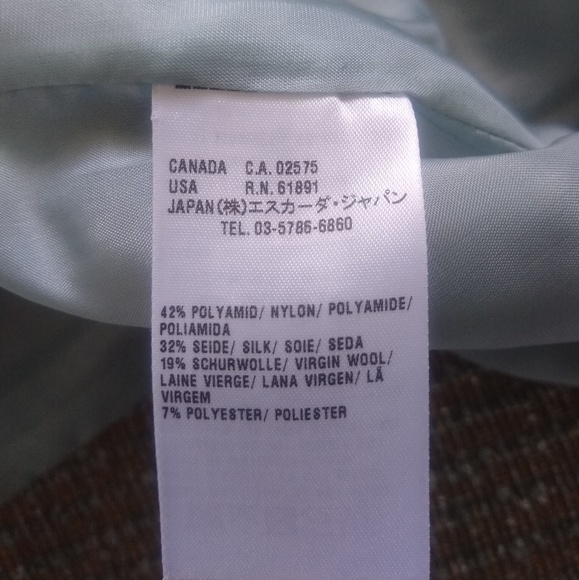 CANADA C.A. 02575
USA R.N. 61891
JAPAN(株)エスカーダ・ジャパン
TEL. 03-5786-6860
42% POLYAMID/ NYLON/ POLYAMIDE/
POLIAMIDA
32% SEIDE/ SILK/ SOIE/ SEDA
19% SCHURWOLLE/ VIRGIN WOOL/
LAINE VIERGE/ LANA VIRGEN/ LÃ
VIRGEM
7% POLYESTER/ POLIESTER